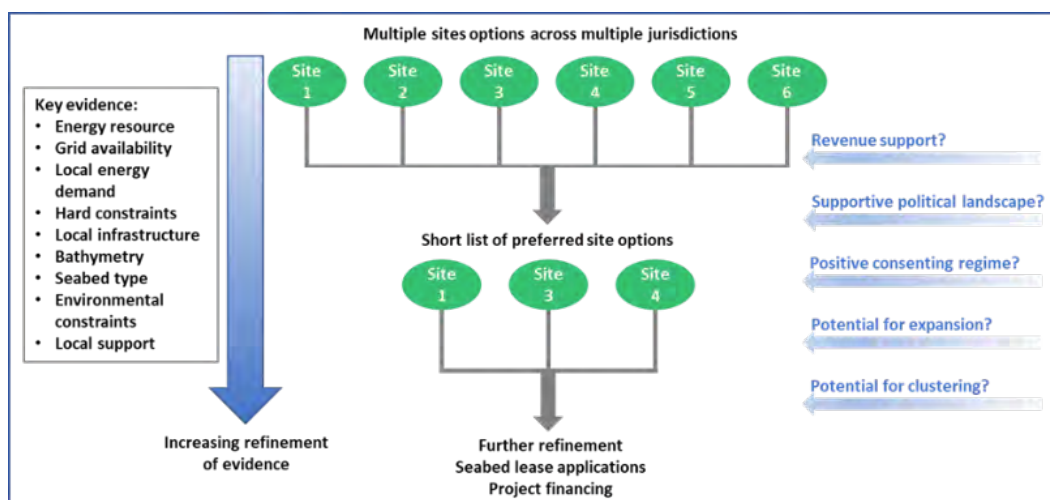 Multiple sites options across multiple jurisdictions
Site
1
Site
2
Site
3
Site
4
Site
5
Site
6
Key evidence:
• Energy resource
• Grid availability
• Local energy
demand
• Hard constraints
• Local infrastructure
• Bathymetry
• Seabed type
• Environmental
constraints
• Local support
Revenue support?
Supportive political landscape?
Short list of preferred site options
Site
1
Site
3
Site
4
Positive consenting regime?
Potential for expansion?
Potential for clustering?
Increasing refinement
of evidence
Further refinement
Seabed lease applications
Project financing